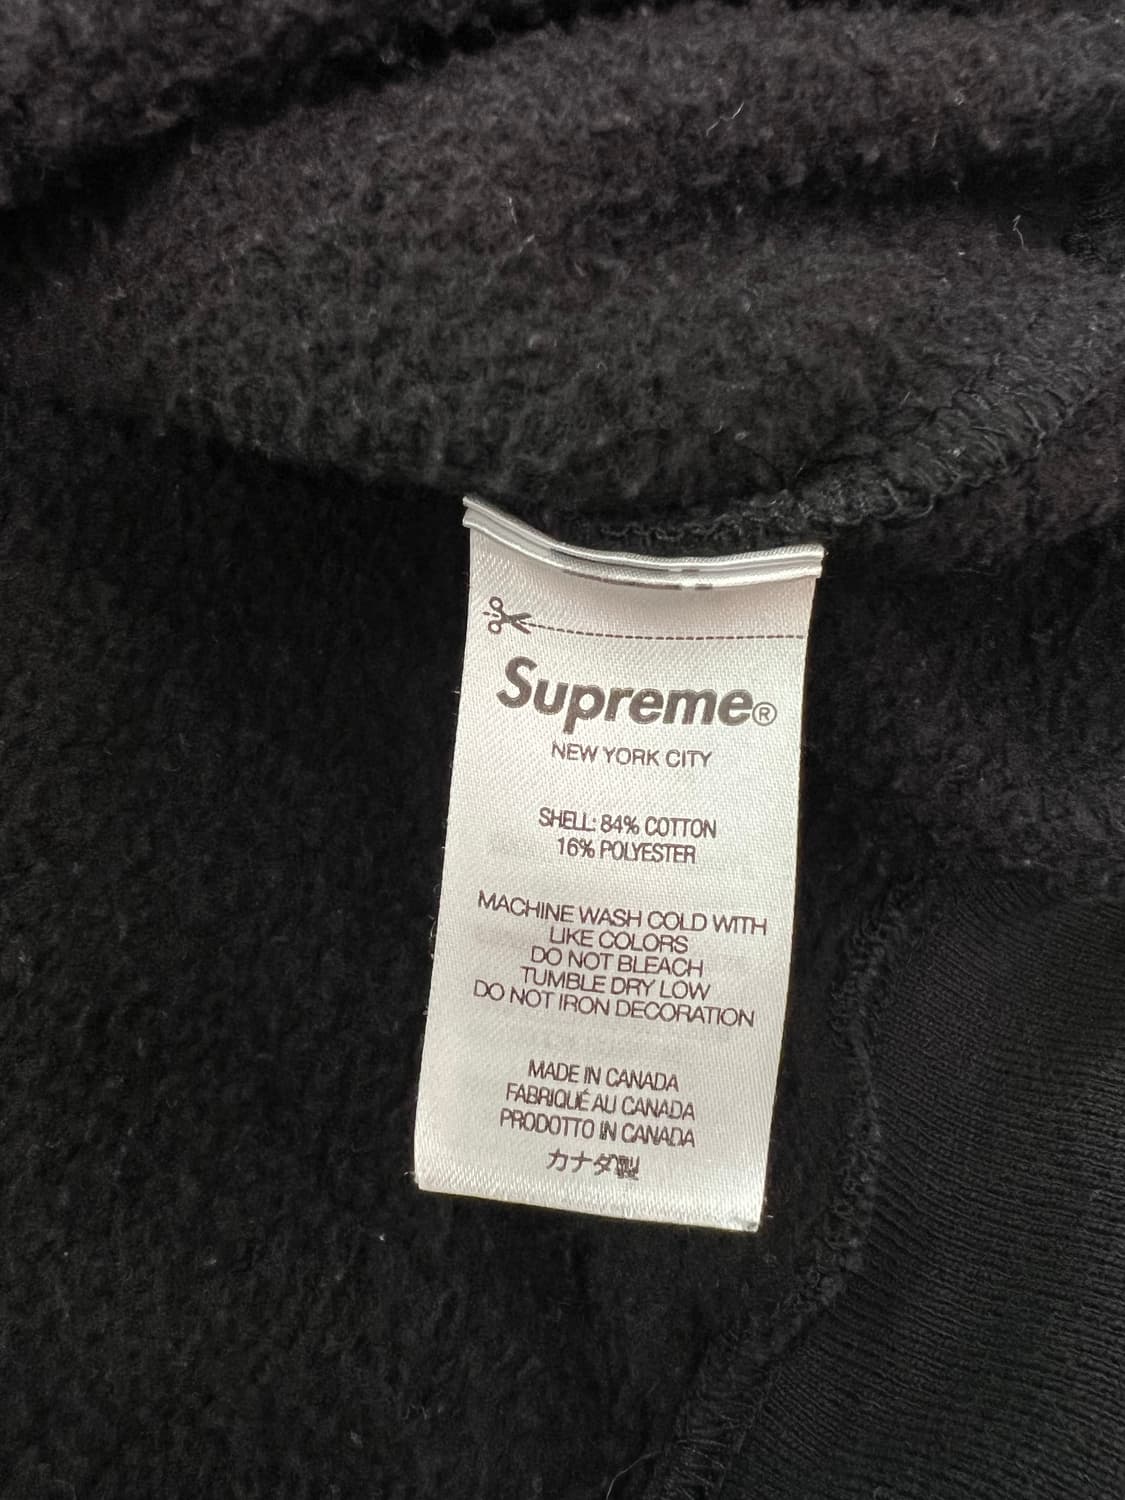 Supreme®
NEW YORK CITY
SHELL: 84% COTTON
16% POLYESTER
MACHINE WASH COLD WITH
LIKE COLORS
DO NOT BLEACH
TUMBLE DRY LOW
DO NOT IRON DECORATION
MADE IN CANADA
FABRIQUÉ AU CANADA
PRODOTTO IN CANADA
カナダ製